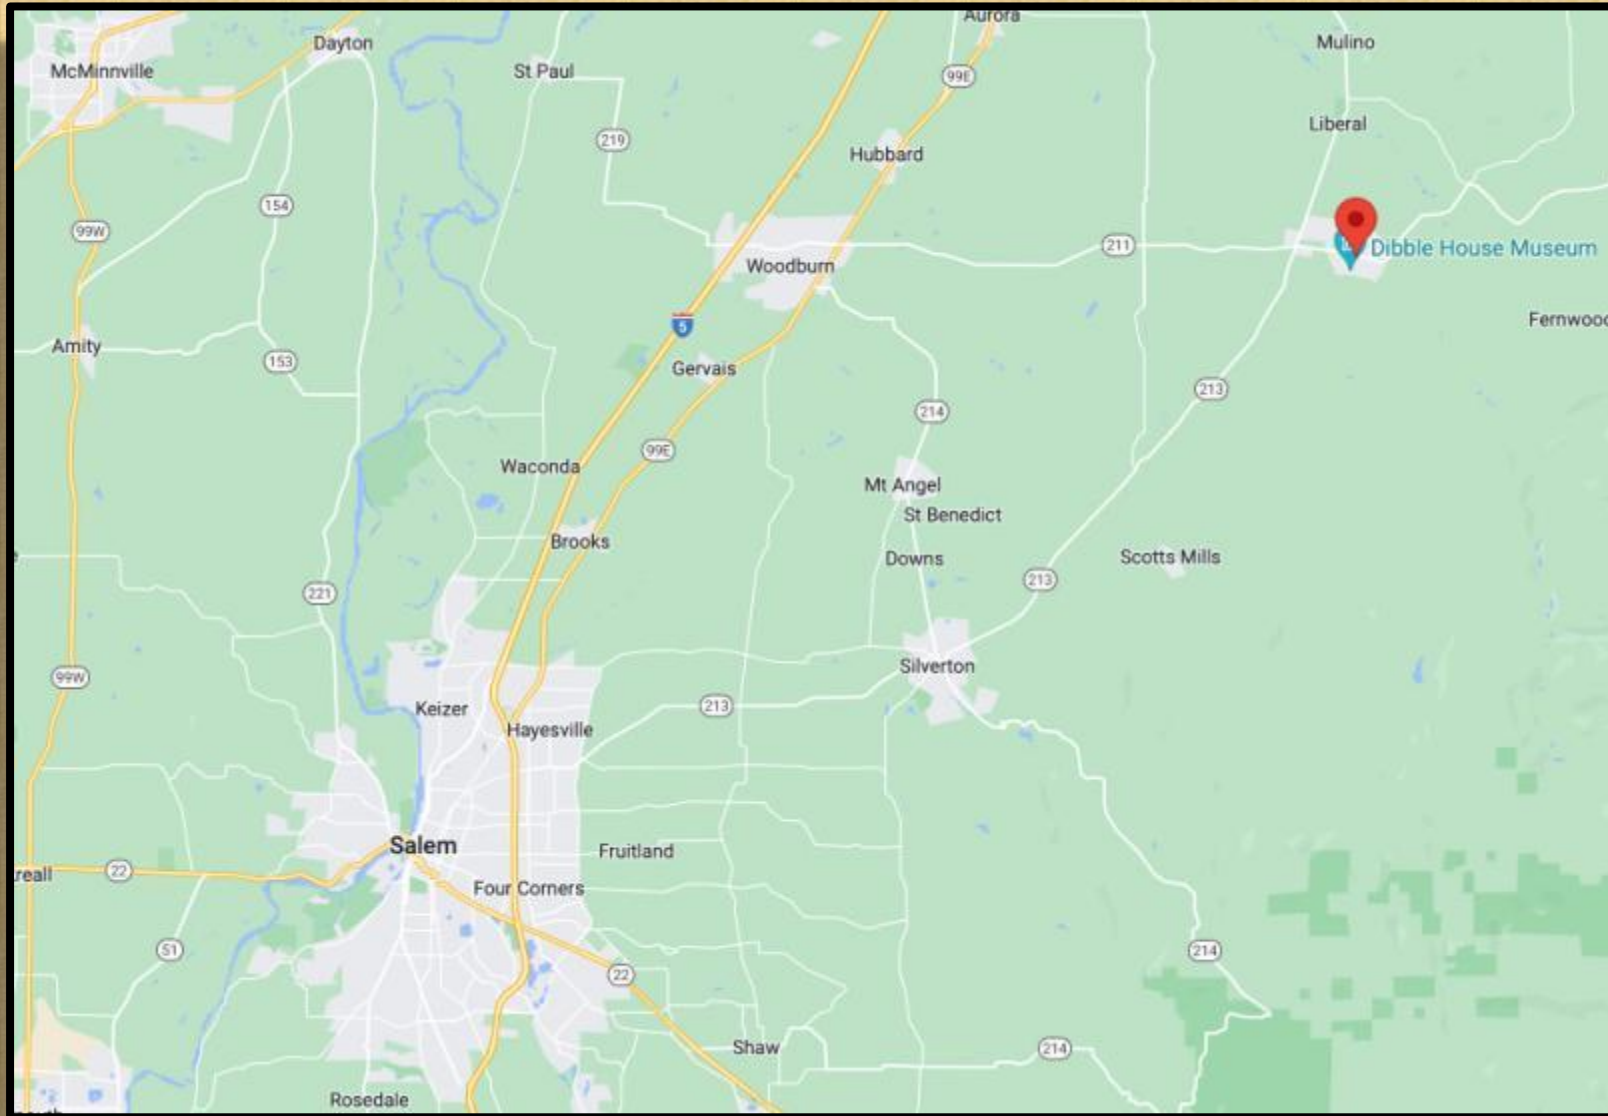 Aurora
Dayton
Mulino
McMinnville
St Paul
99E
Liberal
219
Hubbard
154
99W
211
Dibble House Museum
Woodburn
Fernwood
5
Amity
153
Gervais
213
214
99E
Waconda
Mt Angel
St Benedict
Brooks
Downs
Scotts Mills
213
221
Silverton
99W
Keizer
213
Hayesville
Salem
Fruitland
22
reall
Four Corners
51
214
22
Shaw
214
Rosedale